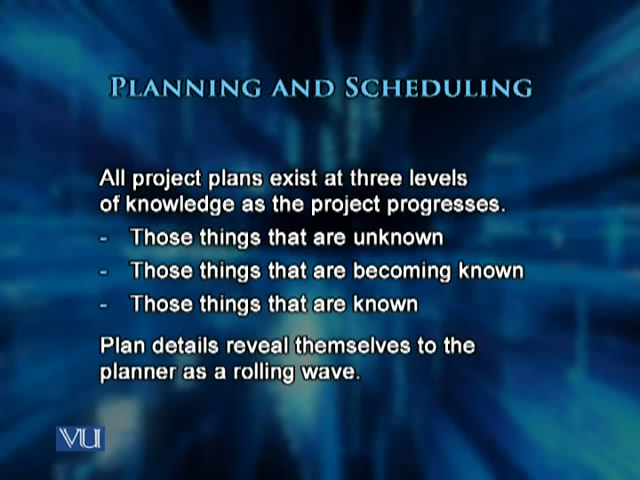 PLANNING AND SCHEDULING
All project plans exist at three levels
of knowledge as the project progresses.
- Those things that are unknown
- Those things that are becoming known
- Those things that are known
Plan details reveal themselves to the
planner as a rolling wave.
VU